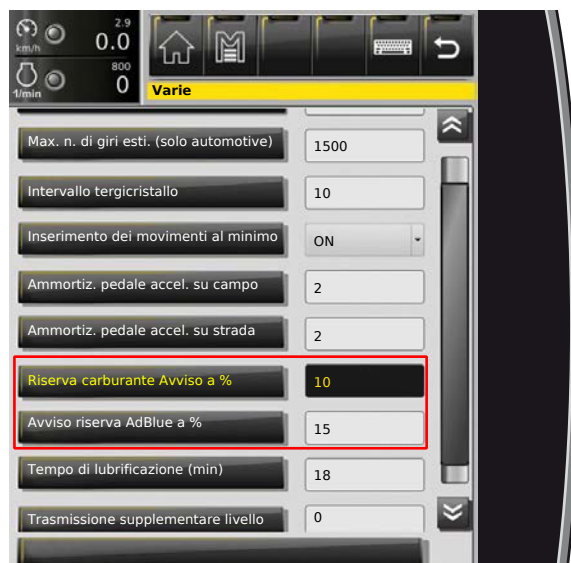 2.9
km/h 0.0
800
1/min 0
Varie
Max. n. di giri esti. (solo automotive) 1500
Intervallo tergicristallo 10
Inserimento dei movimenti al minimo ON
Ammortiz. pedale accel. su campo 2
Ammortiz. pedale accel. su strada 2
Riserva carburante Avviso a % 10
Avviso riserva AdBlue a % 15
Tempo di lubrificazione (min) 18
Trasmissione supplementare livello 0